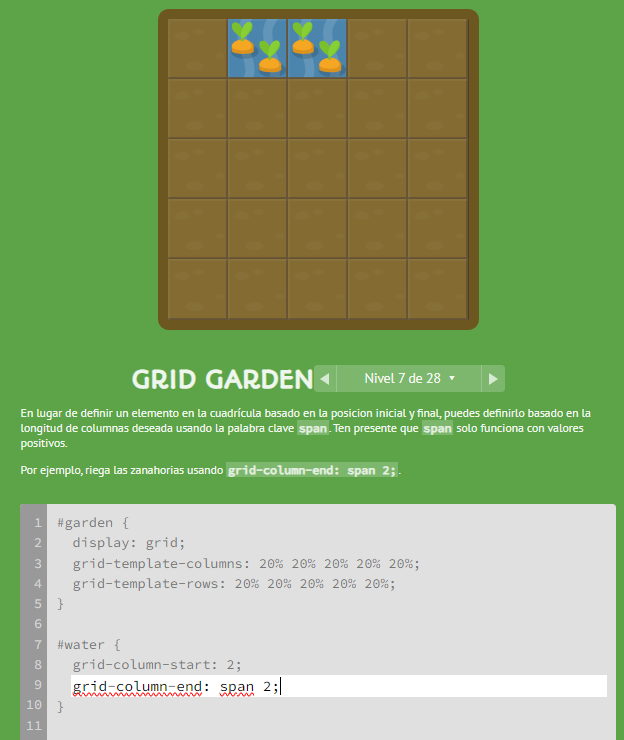 GRID GARDEN
Nivel 7 de 28
En lugar de definir un elemento en la cuadrícula basado en la posicion inicial y final, puedes definirlo basado en la
longitud de columnas deseada usando la palabra clave span. Ten presente que span solo funciona con valores
positivos.
Por ejemplo, riega las zanahorias usando grid-column-end: span 2;.
1 #garden {
2 display: grid;
3 grid-template-columns: 20% 20% 20% 20% 20%;
4 grid-template-rows: 20% 20% 20% 20% 20%;
5 }
6
7 #water {
8 grid-column-start: 2;
9 grid-column-end: span 2;
10 }
11